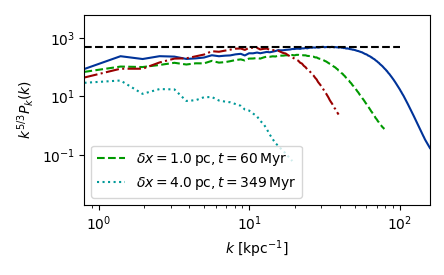 k^{5/3}P_k(k)
10^3
10^1
10^{-1}
δx = 1.0 pc, t = 60 Myr
δx = 4.0 pc, t = 349 Myr
10^0 10^1 10^2
k [kpc^{-1}]